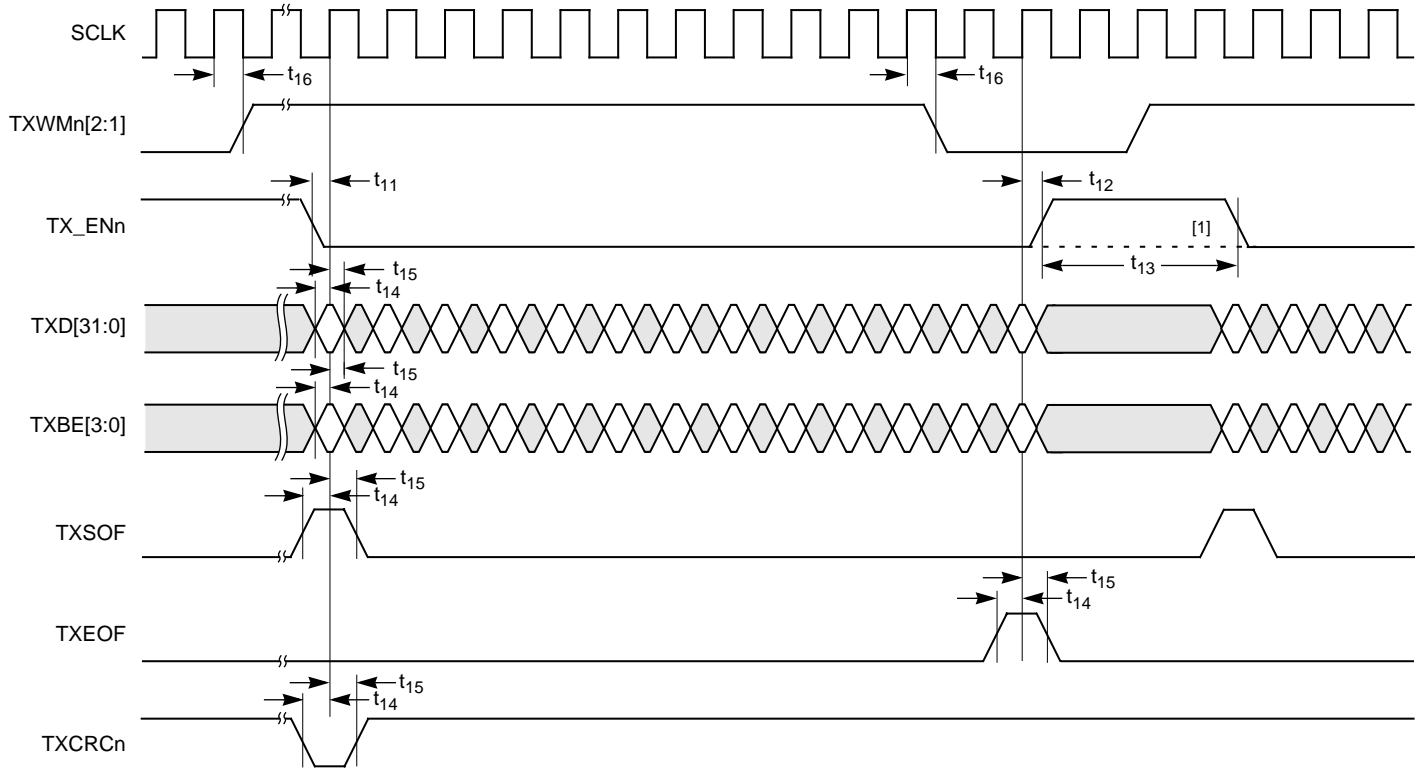 SCLK
t16 t16
TXWMn[2:1]
t11 t12
TX_ENn [1]
t13
t15
t14
TXD[31:0]
t15
t14
TXBE[3:0]
t15
t14
TXSOF
t15
t14
TXEOF
t15
t14
TXCRCn